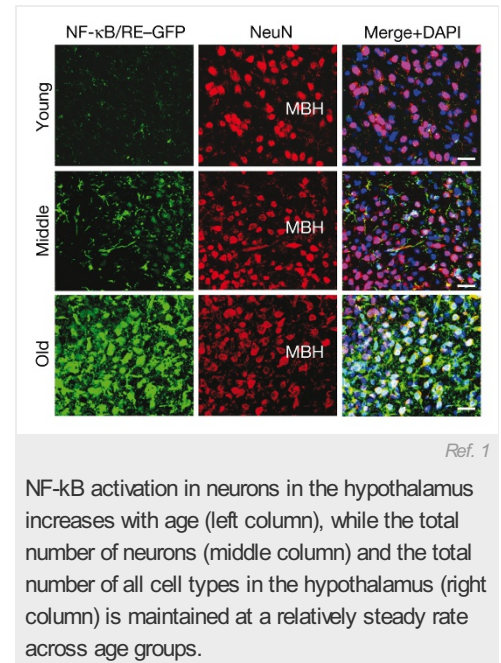 NF-κB/RE–GFP NeuN Merge+DAPI
Young
MBH
Middle
MBH
Old
MBH
Ref. 1
NF-kB activation in neurons in the hypothalamus
increases with age (left column), while the total
number of neurons (middle column) and the total
number of all cell types in the hypothalamus (right
column) is maintained at a relatively steady rate
across age groups.